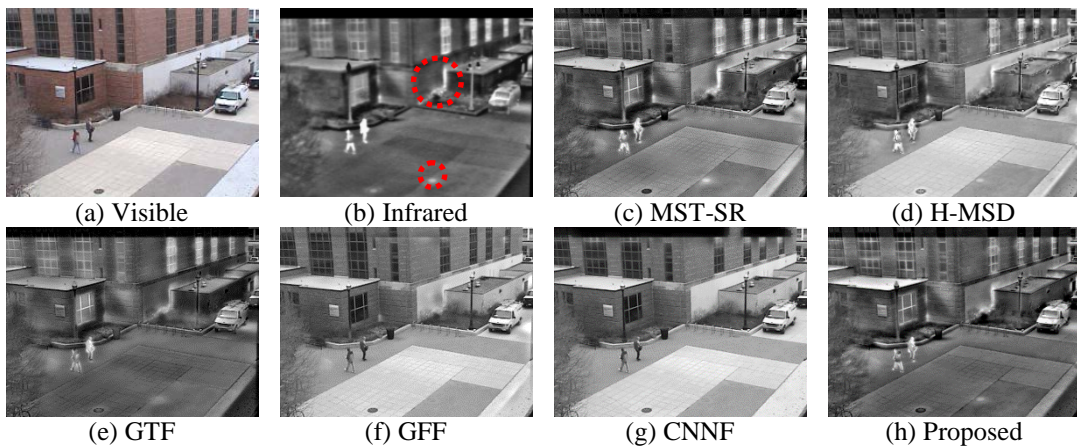 (a) Visible
(b) Infrared
(c) MST-SR
(d) H-MSD
(e) GTF
(f) GFF
(g) CNNF
(h) Proposed